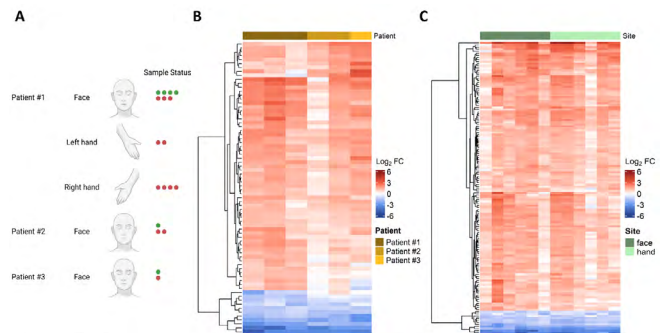 A
B
C
Sample Status
Patient #1
Face
Left hand
Right hand
Patient #2
Face
Patient #3
Face
Patient
Log2 FC
6
3
0
-3
-6
Patient
Patient #1
Patient #2
Patient #3
Site
Log2 FC
6
3
0
-3
-6
Site
face
hand